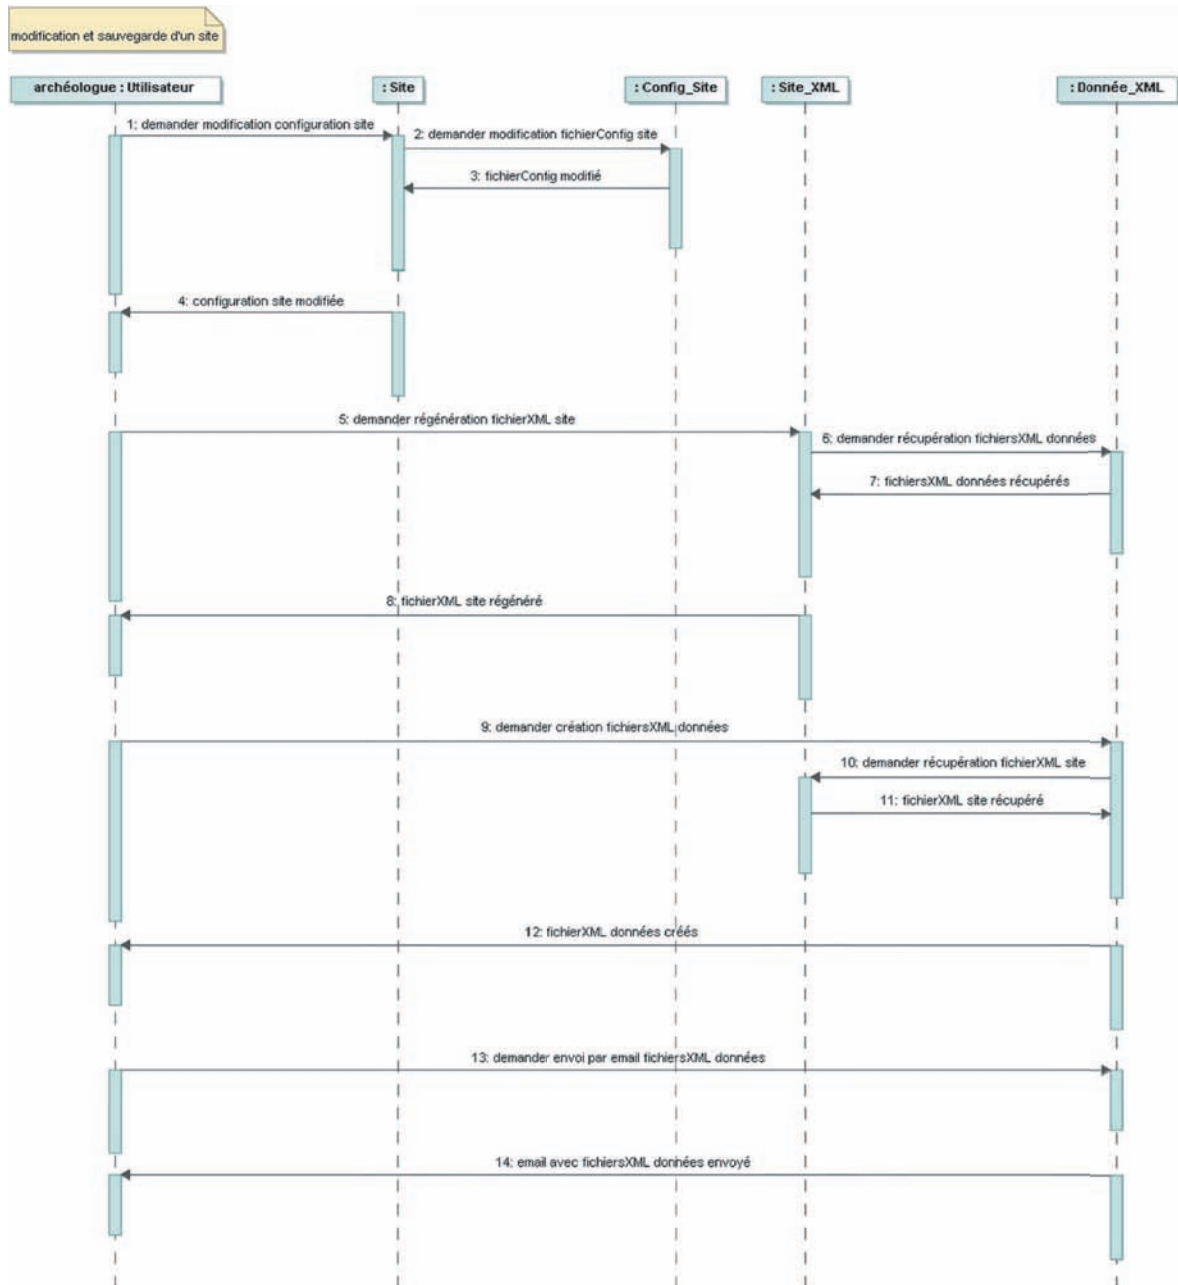 modification et sauvegarde d'un site
archéologue : Utilisateur
: Site
: Config_Site
: Site_XML
: Donnée_XML
1: demander modification configuration site
2: demander modification fichierConfig site
3: fichierConfig modifié
4: configuration site modifiée
5: demander régénération fichierXML site
6: demander récupération fichiersXML données
7: fichiersXML données récupérés
8: fichierXML site régénéré
9: demander création fichiersXML données
10: demander récupération fichierXML site
11: fichierXML site récupéré
12: fichierXML données créés
13: demander envoi par email fichiersXML données
14: email avec fichiersXML données envoyé